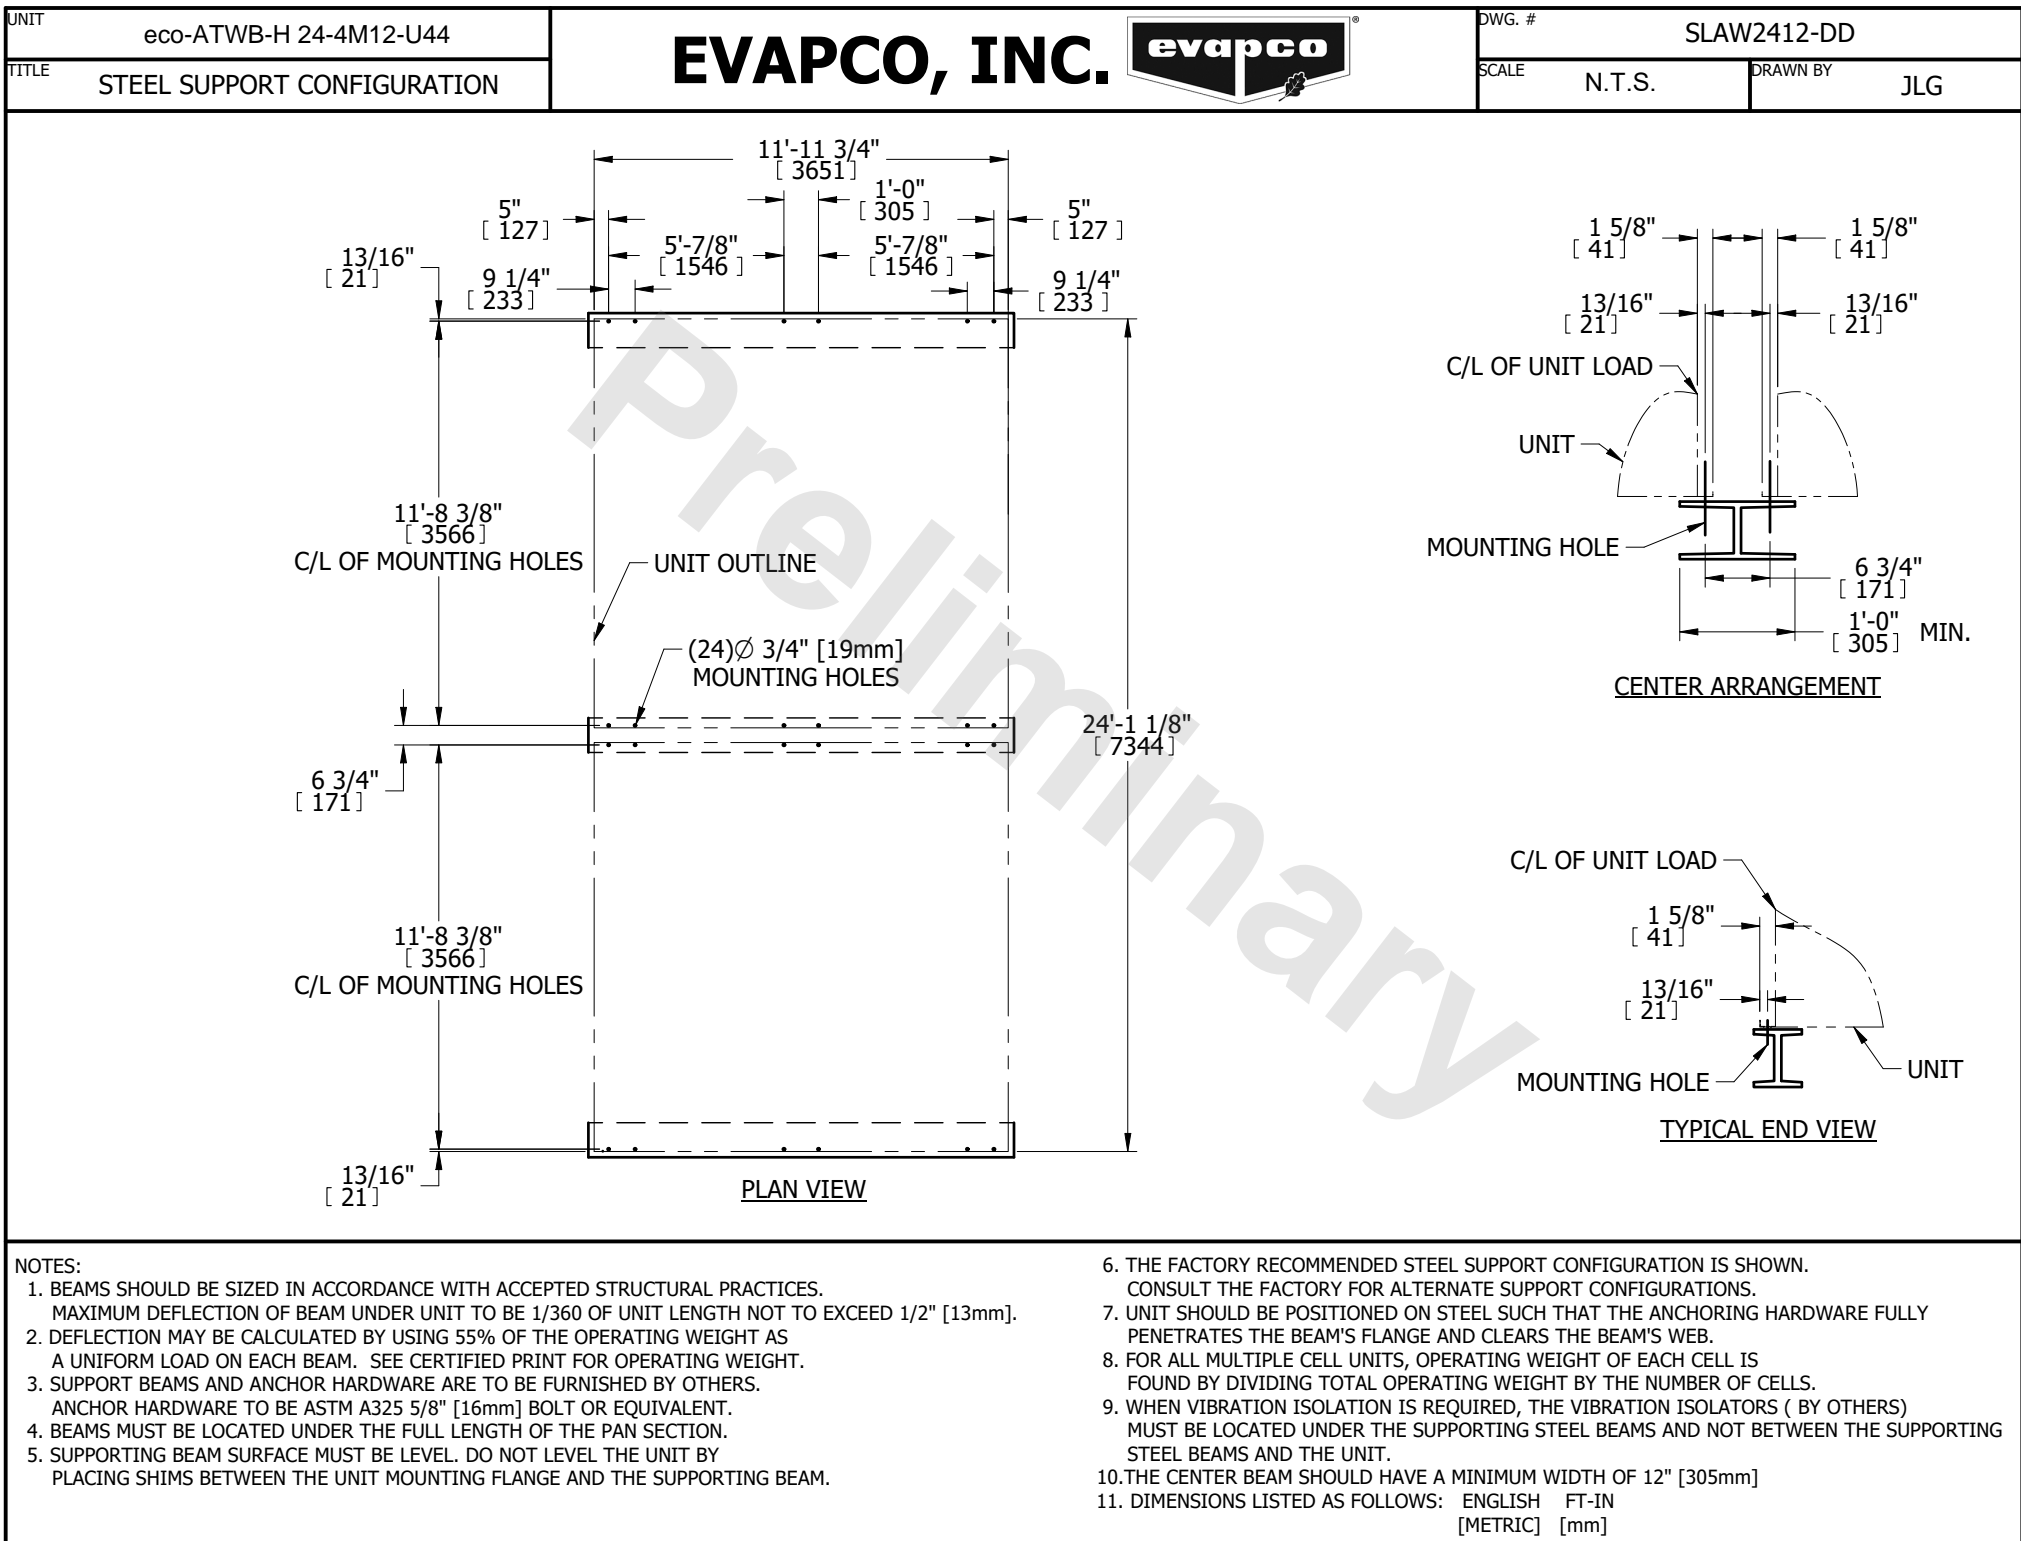 UNIT
eco-ATWB-H 24-4M12-U44
TITLE
STEEL SUPPORT CONFIGURATION
EVAPCO, INC.
evapco
®
DWG. #
SLAW2412-DD
SCALE
N.T.S.
DRAWN BY
JLG
11'-11 3/4"
[ 3651]
1'-0"
[ 305 ]
5"
[ 127]
5"
[ 127 ]
5'-7/8"
[ 1546 ]
5'-7/8"
[ 1546 ]
13/16"
[ 21]
9 1/4"
[ 233]
9 1/4"
[ 233 ]
11'-8 3/8"
[ 3566]
C/L OF MOUNTING HOLES
UNIT OUTLINE
(24)∅ 3/4" [19mm]
MOUNTING HOLES
24'-1 1/8"
[ 7344]
6 3/4"
[ 171]
11'-8 3/8"
[ 3566]
C/L OF MOUNTING HOLES
13/16"
[ 21]
PLAN VIEW
Preliminary
1 5/8"
[ 41]
1 5/8"
[ 41]
13/16"
[ 21]
13/16"
[ 21]
C/L OF UNIT LOAD
UNIT
MOUNTING HOLE
6 3/4"
[ 171]
1'-0"
[ 305] MIN.
CENTER ARRANGEMENT
C/L OF UNIT LOAD
1 5/8"
[ 41]
13/16"
[ 21]
MOUNTING HOLE
UNIT
TYPICAL END VIEW
NOTES:
1. BEAMS SHOULD BE SIZED IN ACCORDANCE WITH ACCEPTED STRUCTURAL PRACTICES.
MAXIMUM DEFLECTION OF BEAM UNDER UNIT TO BE 1/360 OF UNIT LENGTH NOT TO EXCEED 1/2" [13mm].
2. DEFLECTION MAY BE CALCULATED BY USING 55% OF THE OPERATING WEIGHT AS
A UNIFORM LOAD ON EACH BEAM. SEE CERTIFIED PRINT FOR OPERATING WEIGHT.
3. SUPPORT BEAMS AND ANCHOR HARDWARE ARE TO BE FURNISHED BY OTHERS.
ANCHOR HARDWARE TO BE ASTM A325 5/8" [16mm] BOLT OR EQUIVALENT.
4. BEAMS MUST BE LOCATED UNDER THE FULL LENGTH OF THE PAN SECTION.
5. SUPPORTING BEAM SURFACE MUST BE LEVEL. DO NOT LEVEL THE UNIT BY
PLACING SHIMS BETWEEN THE UNIT MOUNTING FLANGE AND THE SUPPORTING BEAM.
6. THE FACTORY RECOMMENDED STEEL SUPPORT CONFIGURATION IS SHOWN.
CONSULT THE FACTORY FOR ALTERNATE SUPPORT CONFIGURATIONS.
7. UNIT SHOULD BE POSITIONED ON STEEL SUCH THAT THE ANCHORING HARDWARE FULLY
PENETRATES THE BEAM'S FLANGE AND CLEARS THE BEAM'S WEB.
8. FOR ALL MULTIPLE CELL UNITS, OPERATING WEIGHT OF EACH CELL IS
FOUND BY DIVIDING TOTAL OPERATING WEIGHT BY THE NUMBER OF CELLS.
9. WHEN VIBRATION ISOLATION IS REQUIRED, THE VIBRATION ISOLATORS ( BY OTHERS)
MUST BE LOCATED UNDER THE SUPPORTING STEEL BEAMS AND NOT BETWEEN THE SUPPORTING
STEEL BEAMS AND THE UNIT.
10.THE CENTER BEAM SHOULD HAVE A MINIMUM WIDTH OF 12" [305mm]
11. DIMENSIONS LISTED AS FOLLOWS: ENGLISH FT-IN
[METRIC] [mm]